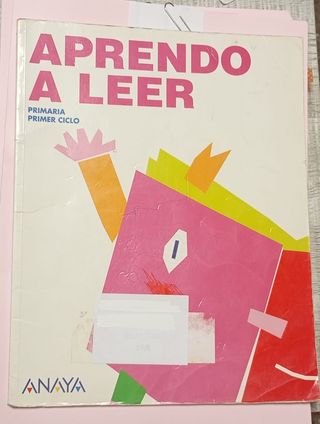 APRENDO
A LEER
PRIMARIA
PRIMER CICLO
ANAYA